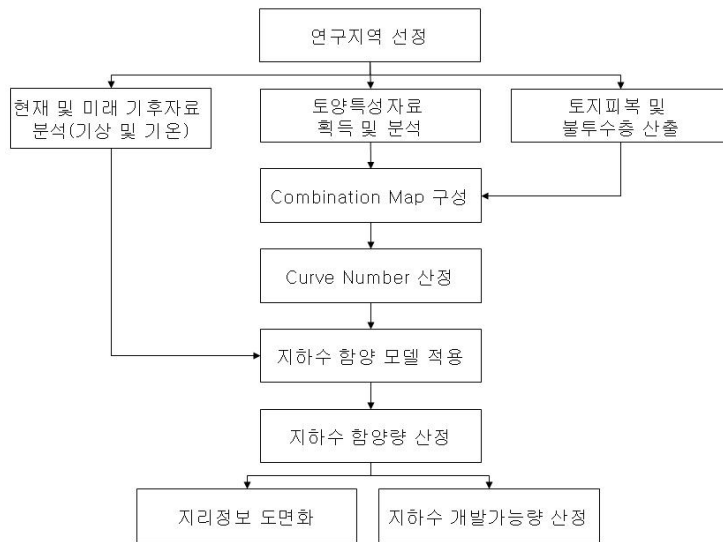 연구지역 선정
현재 및 미래 기후자료
분석(기상 및 기온)
토양특성자료
획득 및 분석
토지피복 및
불투수층 산출
Combination Map 구성
Curve Number 산정
지하수 함양 모델 적용
지하수 함양량 산정
지리정보 도면화
지하수 개발가능량 산정